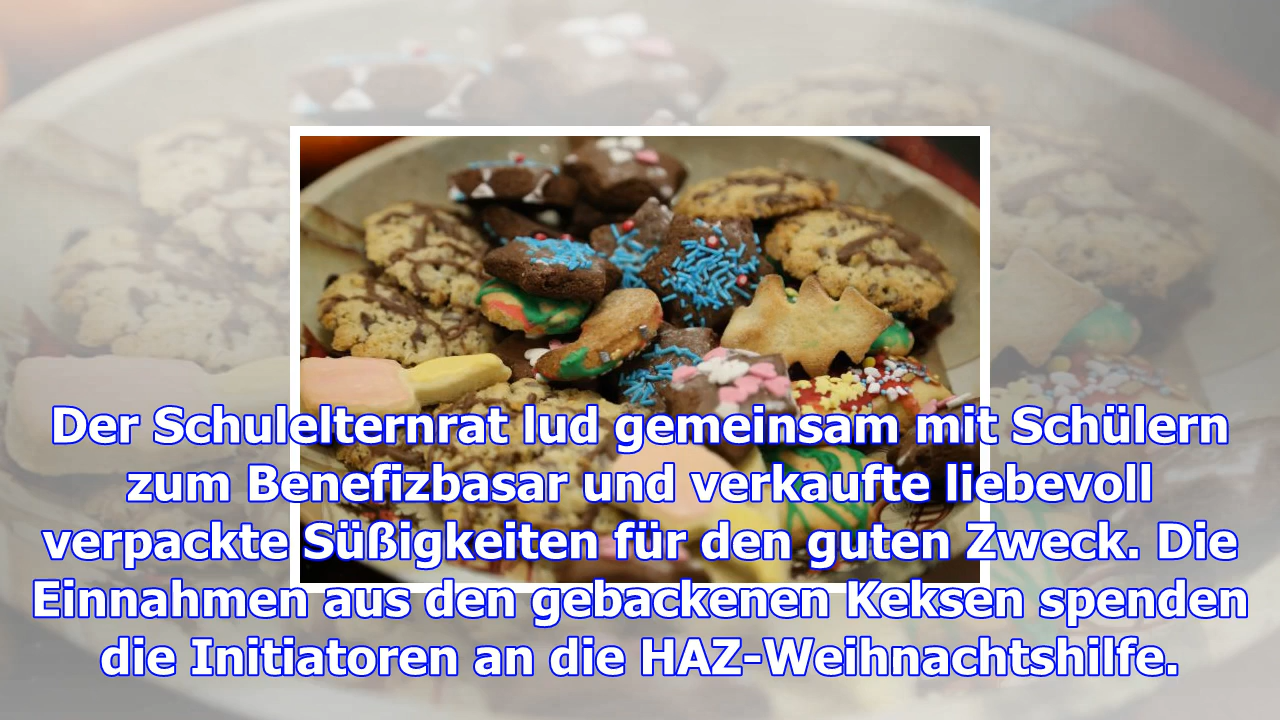 Der Schulelternrat lud gemeinsam mit Schülern
zum Benefizbasar und verkaufte liebevoll
verpackte Süßigkeiten für den guten Zweck. Die
Einnahmen aus den gebackenen Keksen spenden
die Initiatoren an die HAZ-Weihnachtshilfe.